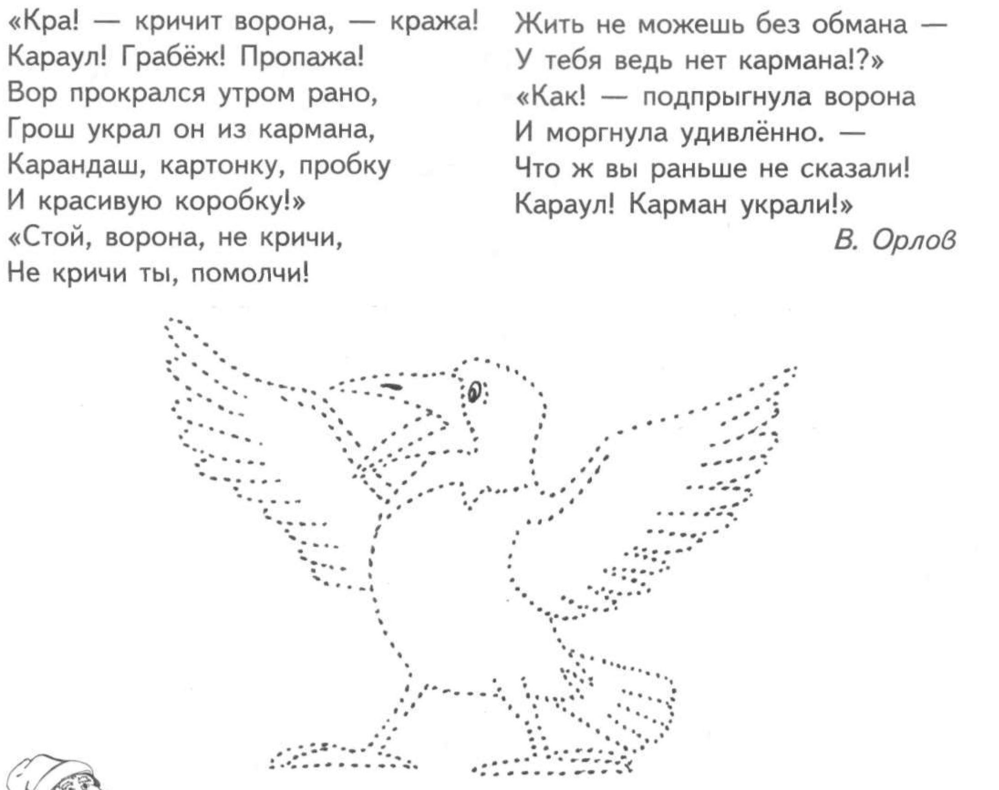 «Кра! — кричит ворона, — кража!
Караул! Грабёж! Пропажа!
Вор прокрался утром рано,
Грош украл он из кармана,
Карандаш, картонку, пробку
И красивую коробку!»
«Стой, ворона, не кричи,
Не кричи ты, помолчи!
Жить не можешь без обмана —
У тебя ведь нет кармана!?»
«Как! — подпрыгнула ворона
И моргнула удивлённо. —
Что ж вы раньше не сказали!
Караул! Карман украли!»
В. Орлов